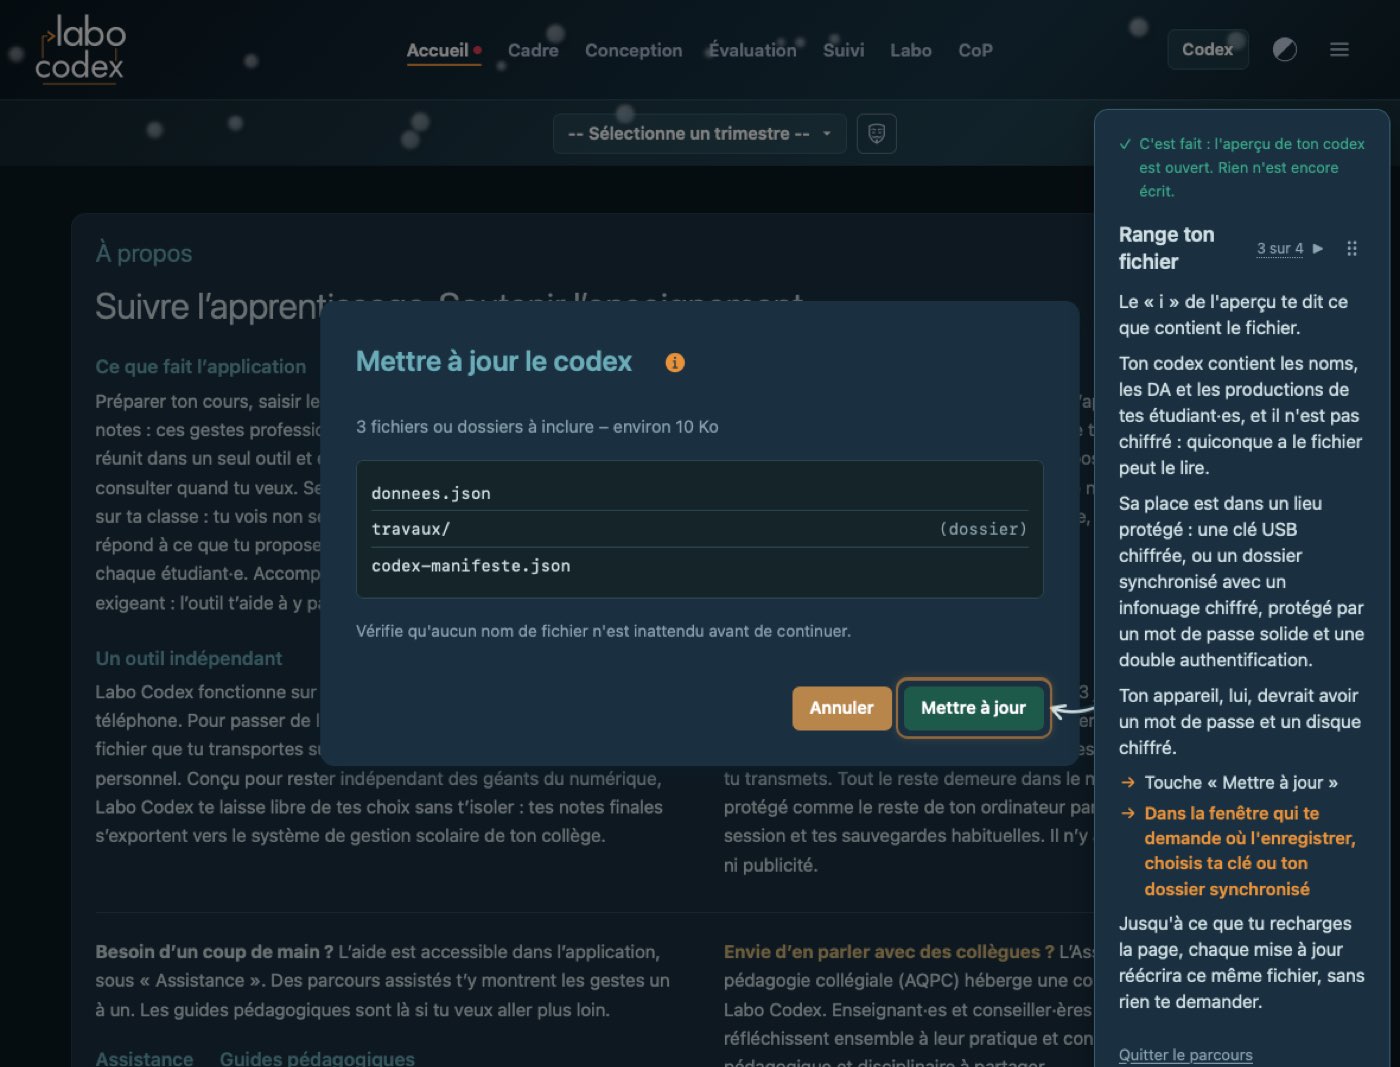 labo
codex
Accueil
Cadre
Conception
Évaluation
Suivi
Labo
CoP
Codex
-- Sélectionne un trimestre --
À propos
Suivre l’apprentissage. Soutenir l’enseignement
Ce que fait l’application
Préparer ton cours, saisir le
notes : ces gestes professio
réunit dans un seul outil et
consulter quand tu veux. Se
sur ta classe : tu vois non s
répond à ce que tu propose
chaque étudiant·e. Accomp
exigeant : l’outil t’aide à y pa
Un outil indépendant
Labo Codex fonctionne sur
téléphone. Pour passer de l
fichier que tu transportes su
personnel. Conçu pour rester indépendant des géants du numérique,
Labo Codex te laisse libre de tes choix sans t’isoler : tes notes finales
s’exportent vers le système de gestion scolaire de ton collège.
tu transmets. Tout le reste demeure dans le n
protégé comme le reste de ton ordinateur par
session et tes sauvegardes habituelles. Il n’y
ni publicité.
Besoin d’un coup de main ? L’aide est accessible dans l’application,
sous « Assistance ». Des parcours assistés t’y montrent les gestes un
à un. Les guides pédagogiques sont là si tu veux aller plus loin.
Assistance
Guides pédagogiques
Envie d’en parler avec des collègues ? L’Ass
pédagogie collégiale (AQPC) héberge une co
Labo Codex. Enseignant·es et conseiller·ères
réfléchissent ensemble à leur pratique et con
pédagogique et disciplinaire à partager.
Mettre à jour le codex
i
3 fichiers ou dossiers à inclure – environ 10 Ko
donnees.json
travaux/ (dossier)
codex-manifeste.json
Vérifie qu'aucun nom de fichier n'est inattendu avant de continuer.
Annuler
Mettre à jour
✓ C'est fait : l'aperçu de ton codex
est ouvert. Rien n'est encore
écrit.
Range ton
fichier
3 sur 4 ▶
Le « i » de l'aperçu te dit ce
que contient le fichier.
Ton codex contient les noms,
les DA et les productions de
tes étudiant·es, et il n'est pas
chiffré : quiconque a le fichier
peut le lire.
Sa place est dans un lieu
protégé : une clé USB
chiffrée, ou un dossier
synchronisé avec un
infonuage chiffré, protégé par
un mot de passe solide et une
double authentification.
Ton appareil, lui, devrait avoir
un mot de passe et un disque
chiffré.
→ Touche « Mettre à jour »
→ Dans la fenêtre qui te
demande où l'enregistrer,
choisis ta clé ou ton
dossier synchronisé
Jusqu'à ce que tu recharges
la page, chaque mise à jour
réécrira ce même fichier, sans
rien te demander.
Quitter le parcours